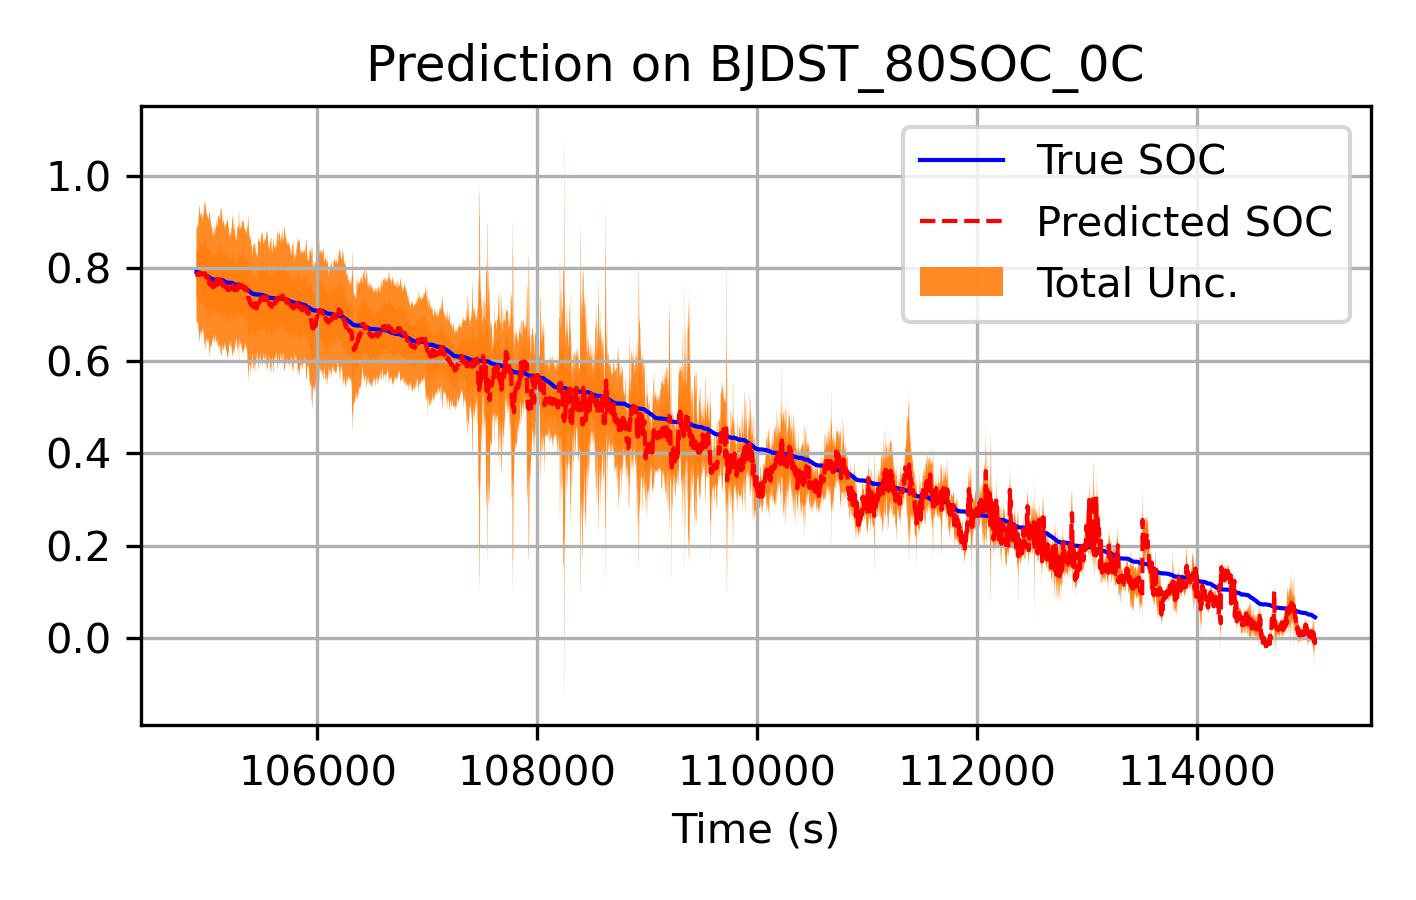 Prediction on BJDST_80SOC_0C
True SOC
Predicted SOC
Total Unc.
1.0
0.8
0.6
0.4
0.2
0.0
106000 108000 110000 112000 114000
Time (s)